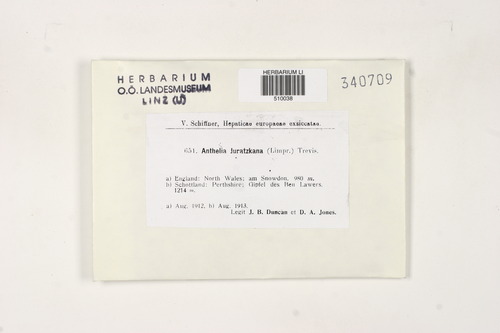 HERBARIUM
O.Ö. LANDESMUSEUM
LINZ (LI)
HERBARIUM LI
510038
340709
V. Schiffner, Hepaticae europaeae exsiccatae.
651. Anthelia Juratzkana (Limpr.) Trevis.
a) England: North Wales; am Snowdon. 980 m.
b) Schottland: Perthshire; Gipfel des Ben Lawers.
1214 m.
a) Aug. 1912, b) Aug. 1913.
Legit J. B. Duncan et D. A. Jones.